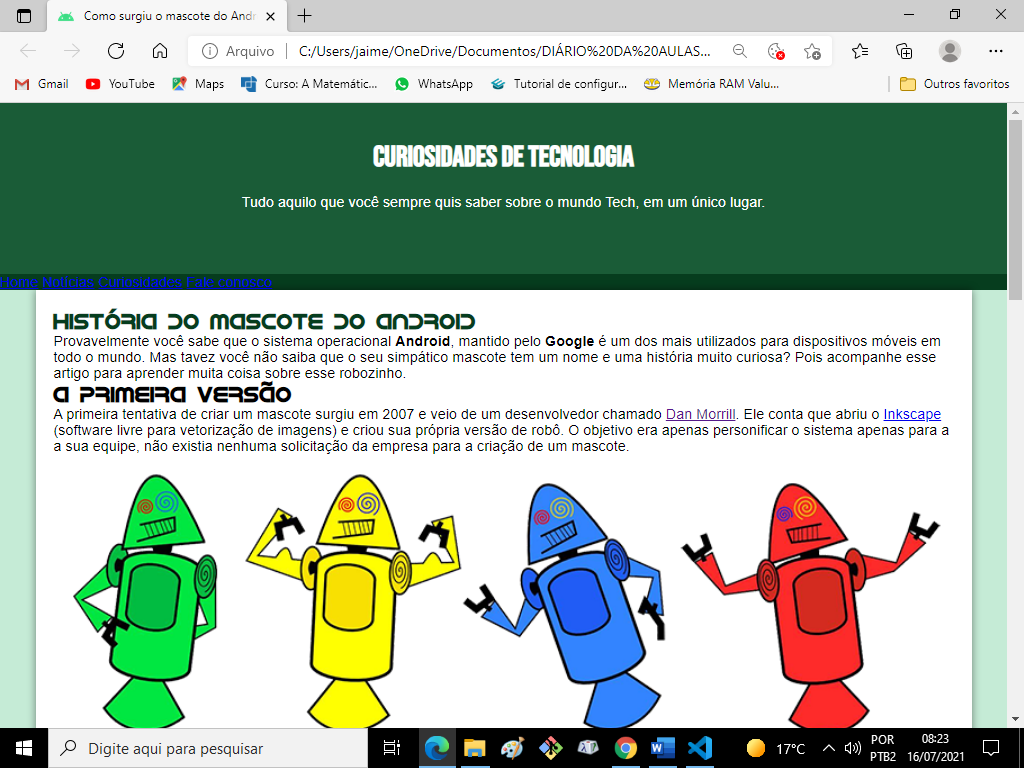 Como surgiu o mascote do Andr
Arquivo
C:/Users/jaime/OneDrive/Documentos/DIÁRIO%20DA%20AULAS...
Gmail
YouTube
Maps
Curso: A Matemátic...
WhatsApp
Tutorial de configur...
Memória RAM Valu...
Outros favoritos
CURIOSIDADES DE TECNOLOGIA
Tudo aquilo que você sempre quis saber sobre o mundo Tech, em um único lugar.
Home Notícias Curiosidades Fale conosco
HISTÓRIA DO MASCOTE DO ANDROID
Provavelmente você sabe que o sistema operacional Android, mantido pelo Google é um dos mais utilizados para dispositivos móveis em
todo o mundo. Mas tavez você não saiba que o seu simpático mascote tem um nome e uma história muito curiosa? Pois acompanhe esse
artigo para aprender muita coisa sobre esse robozinho.
A PRIMEIRA VERSÃO
A primeira tentativa de criar um mascote surgiu em 2007 e veio de um desenvolvedor chamado Dan Morrill. Ele conta que abriu o Inkscape
(software livre para vetorização de imagens) e criou sua própria versão de robô. O objetivo era apenas personificar o sistema apenas para a
a sua equipe, não existia nenhuma solicitação da empresa para a criação de um mascote.
Digite aqui para pesquisar
17°C
POR
PTB2
08:23
16/07/2021